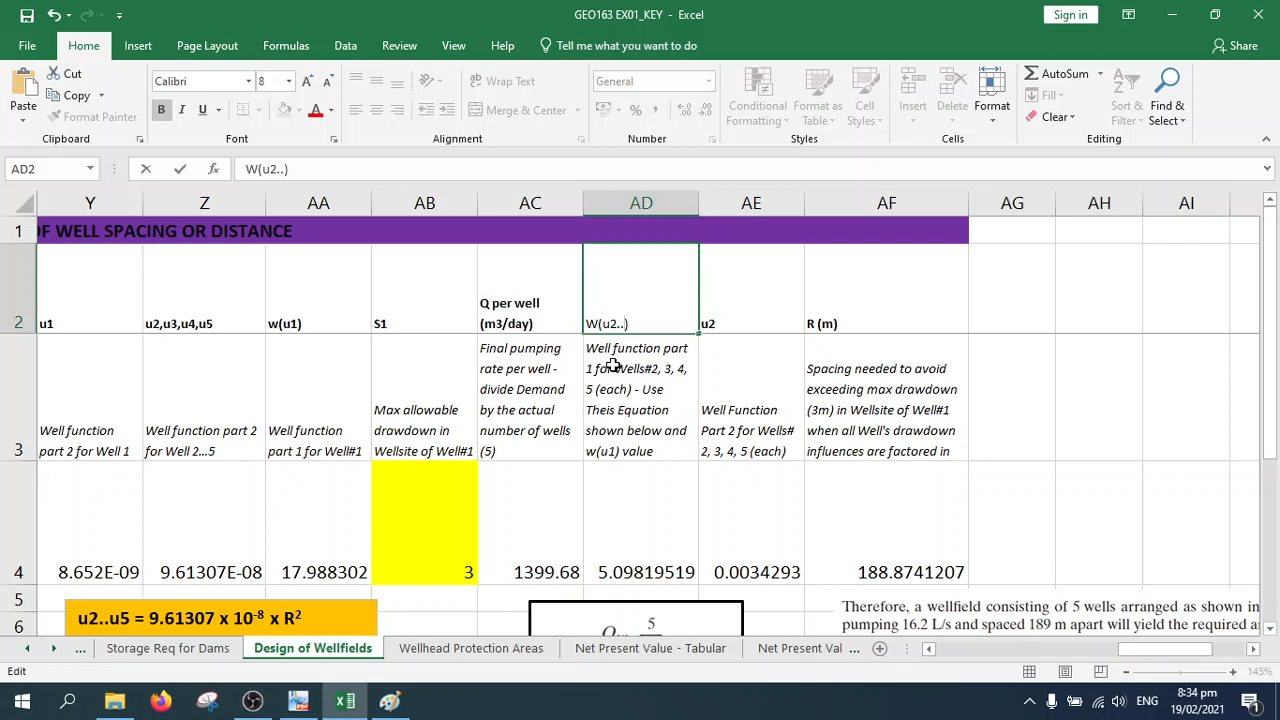 GEO163 EX01_KEY - Excel
Sign in
File Home Insert Page Layout Formulas Data Review View Help Tell me what you want to do Share
Paste
Cut
Copy
Format Painter
Clipboard
Calibri 8
B I U
Font
Wrap Text
Merge & Center
Alignment
General
Number
Conditional Formatting
Format as Table
Cell Styles
Styles
Insert Delete Format
Cells
AutoSum
Fill
Clear
Sort & Filter
Find & Select
Editing
AD2
W(u2..)
Y Z AA AB AC AD AE AF AG AH AI
1 OF WELL SPACING OR DISTANCE
2
u1
u2,u3,u4,u5
w(u1)
S1
Q per well
(m3/day)
W(u2..)
u2
R (m)
3
Well function
part 2 for Well 1
Well function part 2
for Well 2...5
Well function
part 1 for Well#1
Max allowable
drawdown in
Wellsite of Well#1
Final pumping
rate per well -
divide Demand
by the actual
number of wells
(5)
Well function part
1 for Wells#2, 3, 4,
5 (each) - Use
Theis Equation
shown below and
w(u1) value
Well Function
Part 2 for Wells#
2, 3, 4, 5 (each)
Spacing needed to avoid
exceeding max drawdown
(3m) in Wellsite of Well#1
when all Well's drawdown
influences are factored in
4 8.652E-09 9.61307E-08 17.988302 3 1399.68 5.09819519 0.0034293 188.8741207
5
6
u2..u5 = 9.61307 x 10-8 x R2
5
Therefore, a wellfield consisting of 5 wells arranged as shown in
pumping 16.2 L/s and spaced 189 m apart will yield the required a
... Storage Req for Dams Design of Wellfields Wellhead Protection Areas Net Present Value - Tabular Net Present Val ...
Edit
145%
ENG
8:34 pm
19/02/2021
1